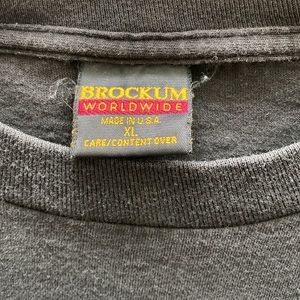 BROCKUM
WORLDWIDE
MADE IN U.S.A.
XL
CARE/CONTENT OVER